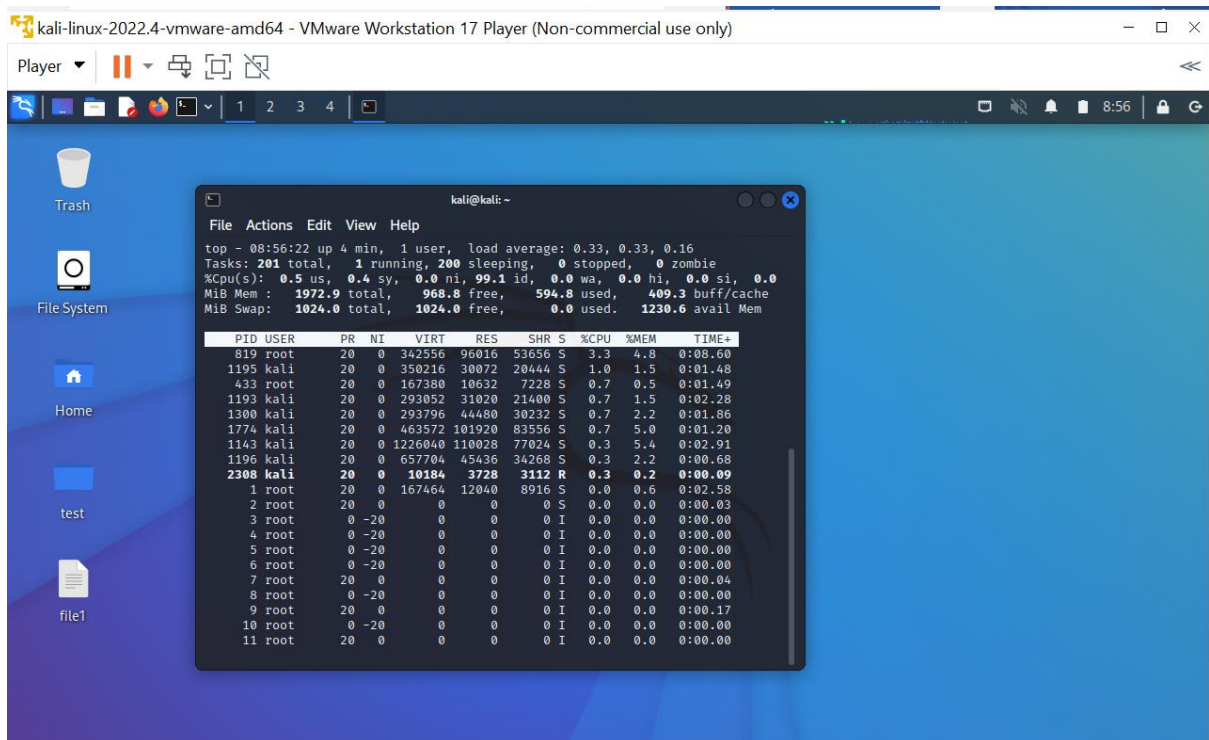 kali-linux-2022.4-vmware-amd64 - VMware Workstation 17 Player (Non-commercial use only)
Player
1 2 3 4
8:56
Trash
File System
Home
test
file1
kali@kali: ~
File Actions Edit View Help
top - 08:56:22 up 4 min, 1 user, load average: 0.33, 0.33, 0.16
Tasks: 201 total, 1 running, 200 sleeping, 0 stopped, 0 zombie
%Cpu(s): 0.5 us, 0.4 sy, 0.0 ni, 99.1 id, 0.0 wa, 0.0 hi, 0.0 si, 0.0
MiB Mem : 1972.9 total, 968.8 free, 594.8 used, 409.3 buff/cache
MiB Swap: 1024.0 total, 1024.0 free, 0.0 used. 1230.6 avail Mem
PID USER PR NI VIRT RES SHR S %CPU %MEM TIME+
819 root 20 0 342556 96016 53656 S 3.3 4.8 0:08.60
1195 kali 20 0 350216 30072 20444 S 1.0 1.5 0:01.48
433 root 20 0 167380 10632 7228 S 0.7 0.5 0:01.49
1193 kali 20 0 293052 31020 21400 S 0.7 1.5 0:02.28
1300 kali 20 0 293796 44480 30232 S 0.7 2.2 0:01.86
1774 kali 20 0 463572 101920 83556 S 0.7 5.0 0:01.20
1143 kali 20 0 1226040 110028 77024 S 0.3 5.4 0:02.91
1196 kali 20 0 657704 45436 34268 S 0.3 2.2 0:00.68
2308 kali 20 0 10184 3728 3112 R 0.3 0.2 0:00.09
1 root 20 0 167464 12040 8916 S 0.0 0.6 0:02.58
2 root 20 0 0 0 0 S 0.0 0.0 0:00.03
3 root 0 -20 0 0 0 I 0.0 0.0 0:00.00
4 root 0 -20 0 0 0 I 0.0 0.0 0:00.00
5 root 0 -20 0 0 0 I 0.0 0.0 0:00.00
6 root 0 -20 0 0 0 I 0.0 0.0 0:00.00
7 root 20 0 0 0 0 I 0.0 0.0 0:00.04
8 root 0 -20 0 0 0 I 0.0 0.0 0:00.00
9 root 20 0 0 0 0 I 0.0 0.0 0:00.17
10 root 0 -20 0 0 0 I 0.0 0.0 0:00.00
11 root 20 0 0 0 0 I 0.0 0.0 0:00.00